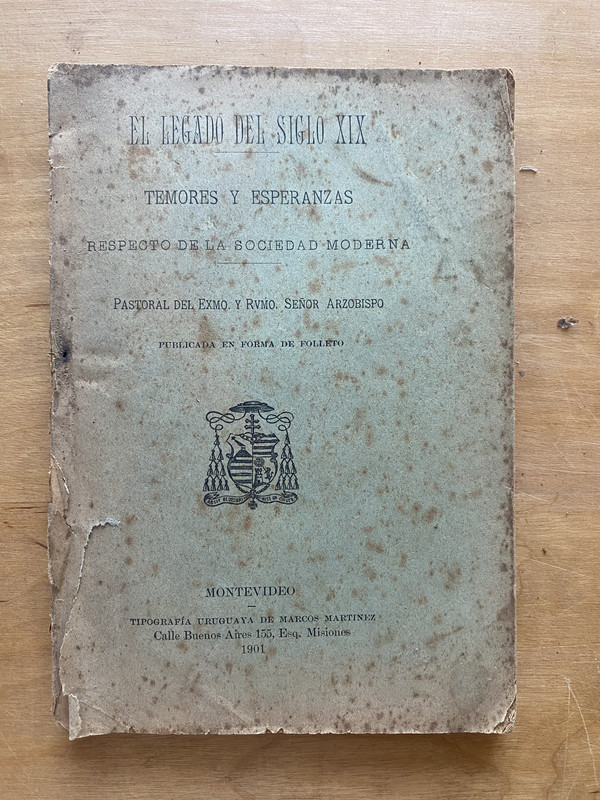 EL LEGADO DEL SIGLO XIX
TEMORES Y ESPERANZAS
RESPECTO DE LA SOCIEDAD MODERNA
PASTORAL DEL EXMO. Y RVMO. SEÑOR ARZOBISPO
PUBLICADA EN FORMA DE FOLLETO
MONTEVIDEO
TIPOGRAFÍA URUGUAYA DE MARCOS MARTINEZ
Calle Buenos Aires 155, Esq. Misiones
1901